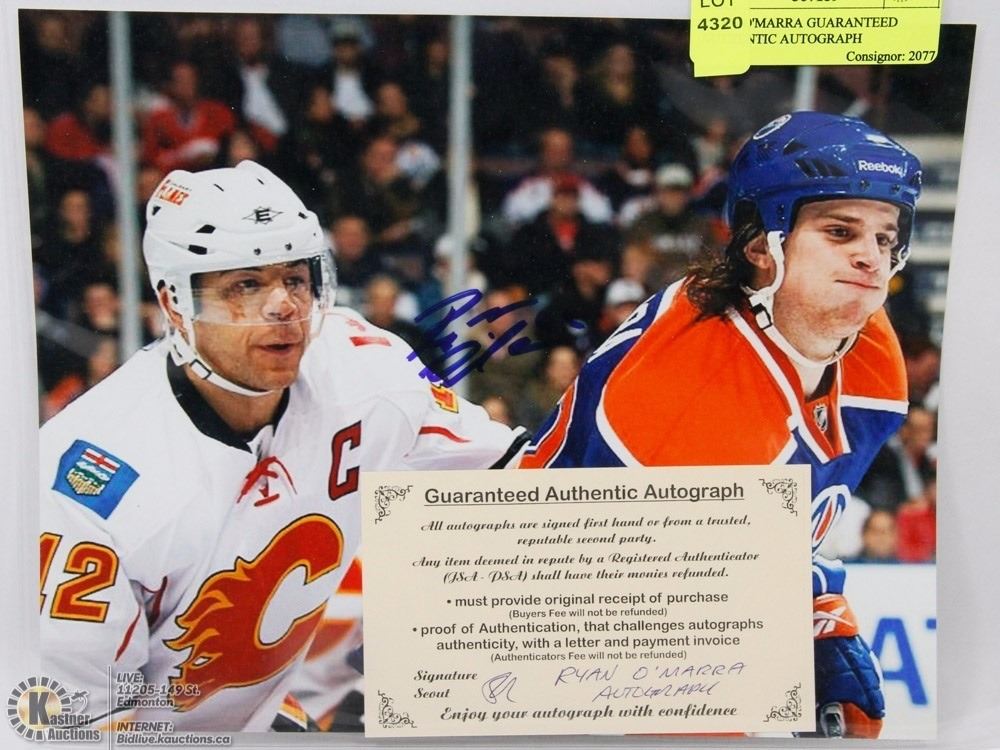 LOT
4320
O'MARRA GUARANTEED
NTIC AUTOGRAPH
Consignor: 2077
Reebok
FLAMES
C
12
Guaranteed Authentic Autograph
All autographs are signed first hand or from a trusted,
reputable second party.
Any item deemed in repute by a Registered Authenticator
(JSA - PSA) shall have their monies refunded.
• must provide original receipt of purchase
(Buyers Fee will not be refunded)
• proof of Authentication, that challenges autographs
authenticity, with a letter and payment invoice
(Authenticators Fee will not be refunded)
Signature RYAN O'MARRA
Scout AUTOGRAPH
Enjoy your autograph with confidence
K
Kastner
Auctions
LIVE:
11205-149 St.
Edmonton
INTERNET:
Bidlive.kauctions.ca